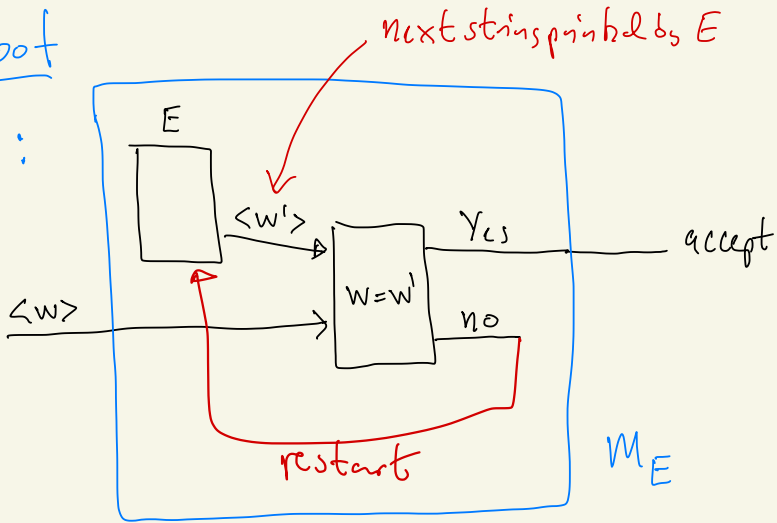 next string printed by E
oof
E
:
<w'>
Yes
accept
w=w'
<w>
no
restart
M_E